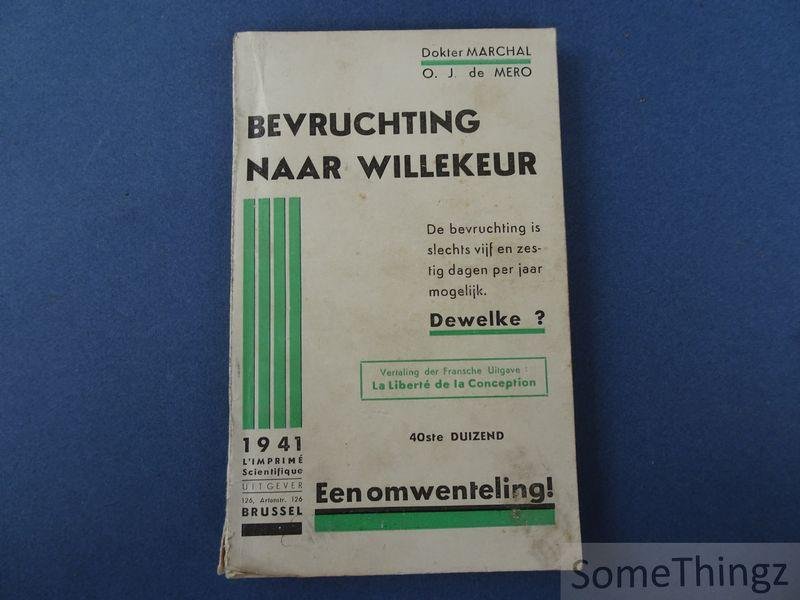 Dokter MARCHAL
O. J. de MERO
BEVRUCHTING
NAAR WILLEKEUR
De bevruchting is
slechts vijf en zes-
tig dagen per jaar
mogelijk.
Dewelke ?
Vertaling der Fransche Uitgave :
La Liberté de la Conception
40ste DUIZEND
1941
L'IMPRIMÉ
Scientifique
UITGEVER
126, Artanstr. 126
BRUSSEL
Een omwenteling!
SomeThingz